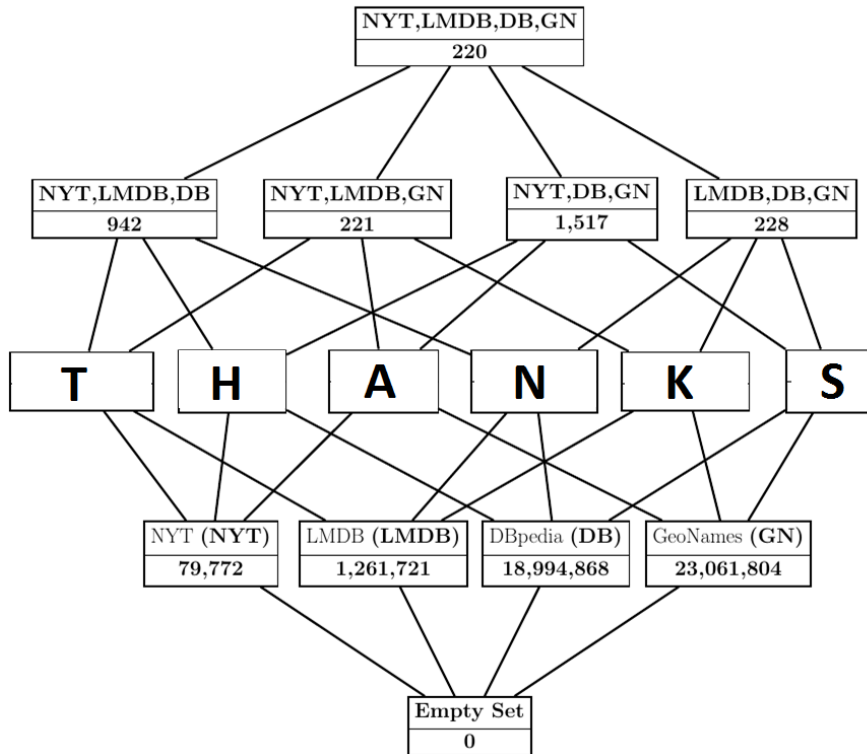 NYT,LMDB,DB,GN
220
NYT,LMDB,DB
942
NYT,LMDB,GN
221
NYT,DB,GN
1,517
LMDB,DB,GN
228
T H A N K S
NYT (NYT)
79,772
LMDB (LMDB)
1,261,721
DBpedia (DB)
18,994,868
GeoNames (GN)
23,061,804
Empty Set
0